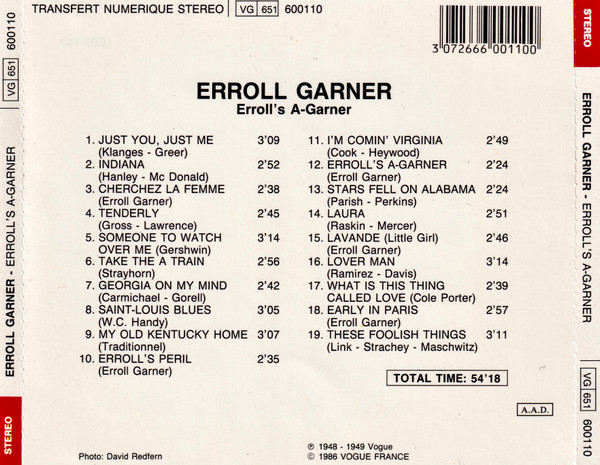 TRANSFERT NUMERIQUE STEREO VG 651 600110
3 072666 001100
ERROLL GARNER
Erroll's A-Garner
1. JUST YOU, JUST ME 3'09
(Klanges - Greer)
2. INDIANA 2'52
(Hanley - Mc Donald)
3. CHERCHEZ LA FEMME 2'38
(Erroll Garner)
4. TENDERLY 2'45
(Gross - Lawrence)
5. SOMEONE TO WATCH 3'14
OVER ME (Gershwin)
6. TAKE THE A TRAIN 2'56
(Strayhorn)
7. GEORGIA ON MY MIND 2'42
(Carmichael - Gorell)
8. SAINT-LOUIS BLUES 3'05
(W.C. Handy)
9. MY OLD KENTUCKY HOME 3'07
(Traditionnel)
10. ERROLL'S PERIL 2'35
(Erroll Garner)
11. I'M COMIN' VIRGINIA 2'49
(Cook - Heywood)
12. ERROLL'S A-GARNER 2'24
(Erroll Garner)
13. STARS FELL ON ALABAMA 2'24
(Parish - Perkins)
14. LAURA 2'51
(Raskin - Mercer)
15. LAVANDE (Little Girl) 2'46
(Erroll Garner)
16. LOVER MAN 3'14
(Ramirez - Davis)
17. WHAT IS THIS THING 2'39
CALLED LOVE (Cole Porter)
18. EARLY IN PARIS 2'57
(Erroll Garner)
19. THESE FOOLISH THINGS 3'11
(Link - Strachey - Maschwitz)
TOTAL TIME: 54'18
A.A.D.
Photo: David Redfern
℗ 1948 - 1949 Vogue
© 1986 VOGUE FRANCE
STEREO ERROLL GARNER - ERROLL'S A-GARNER VG 651 600110
STEREO ERROLL GARNER - ERROLL'S A-GARNER VG 651 600110